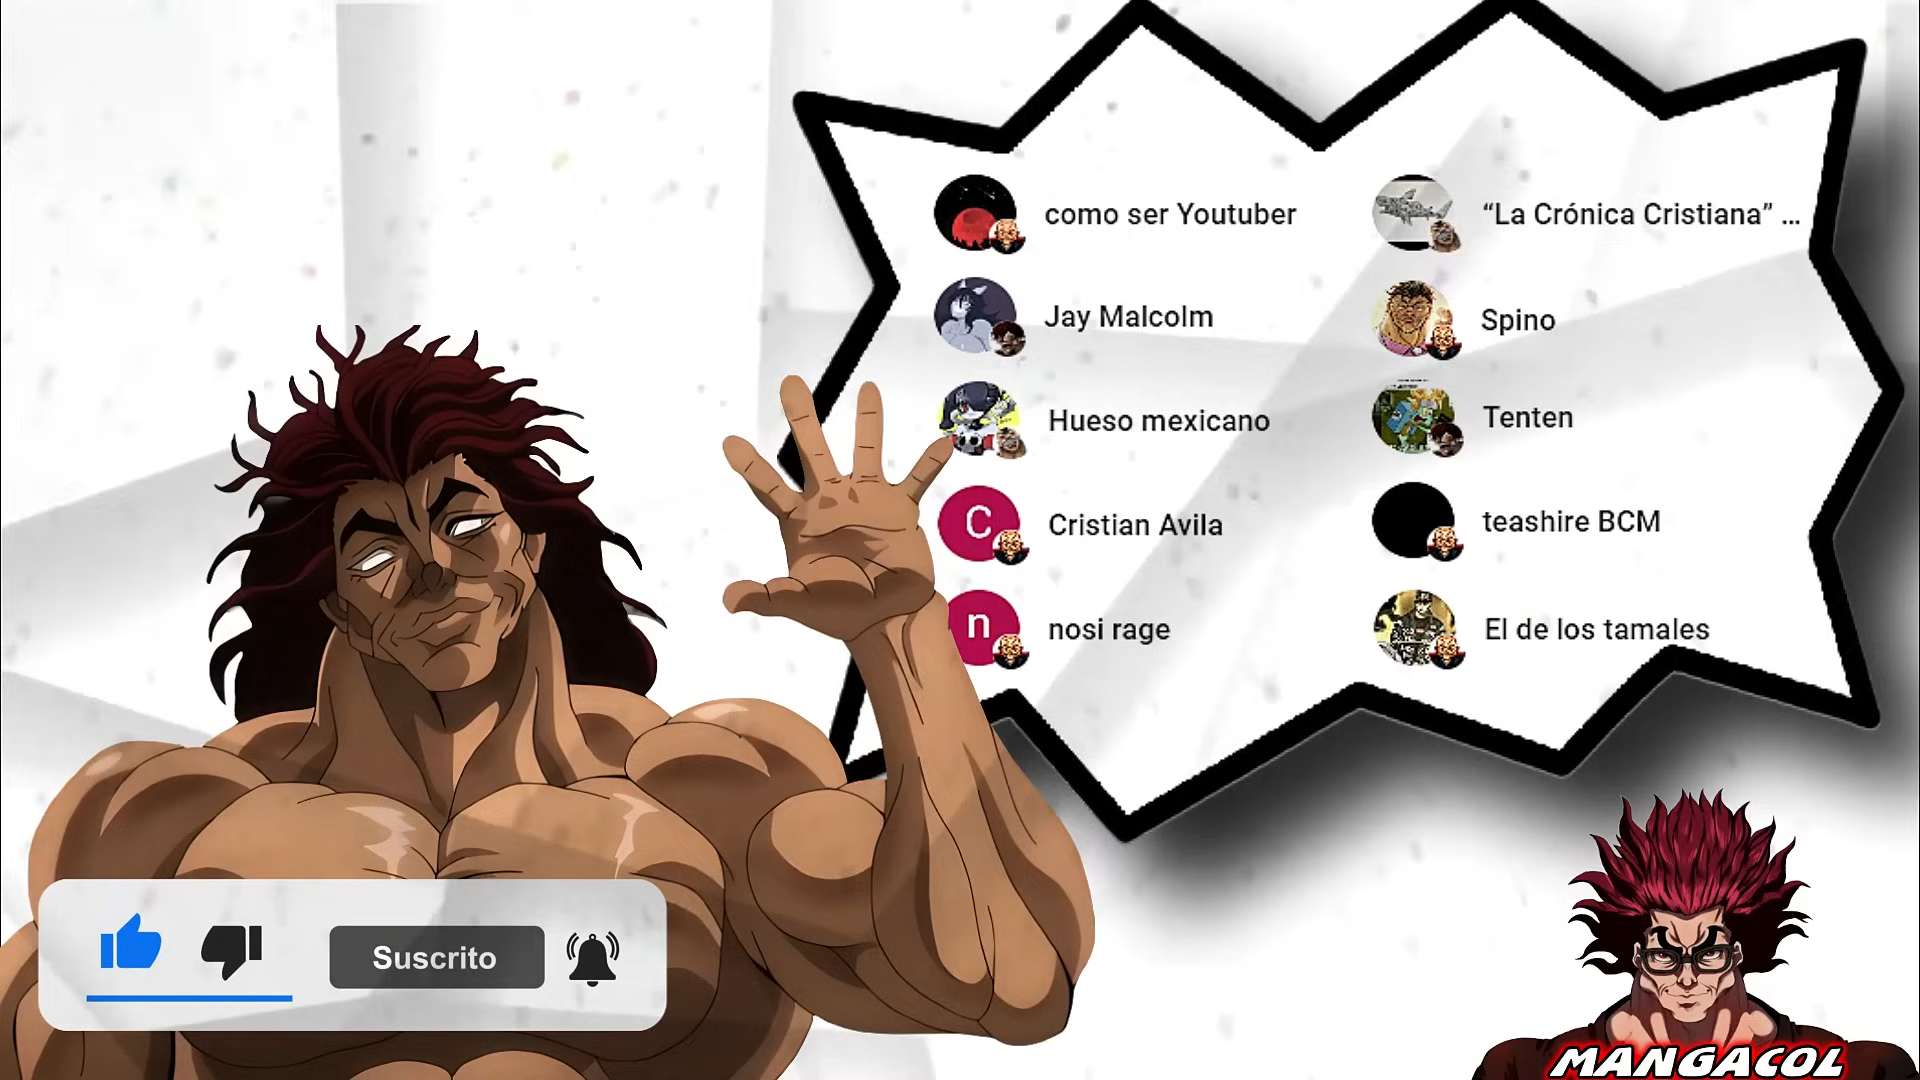 como ser Youtuber
“La Crónica Cristiana” ...
Jay Malcolm
Spino
Hueso mexicano
Tenten
C
Cristian Avila
teashire BCM
n
nosi rage
El de los tamales
Suscrito
MANGACOL